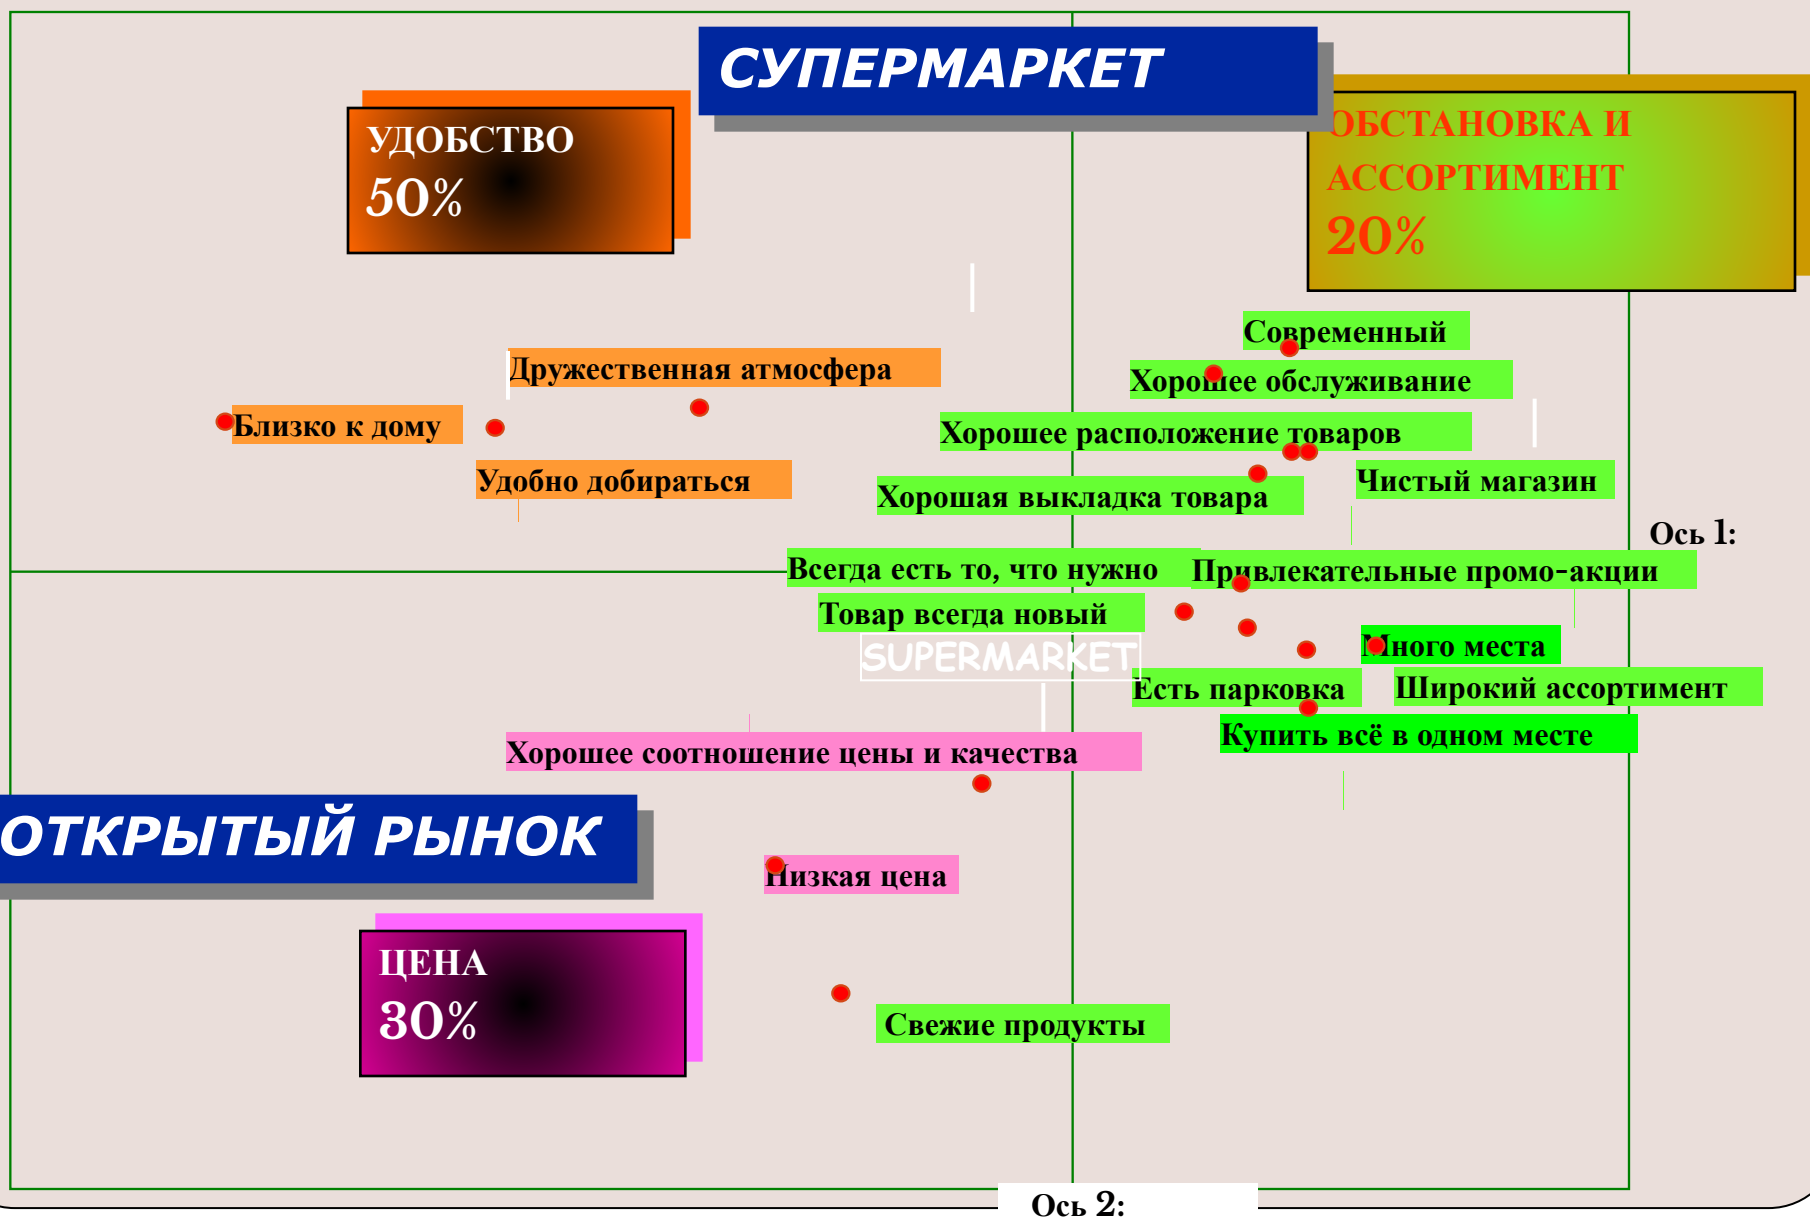 СУПЕРМАРКЕТ
УДОБСТВО
50%
ОБСТАНОВКА И
АССОРТИМЕНТ
20%
Современный
Дружественная атмосфера
Хорошее обслуживание
Близко к дому
Хорошее расположение товаров
Удобно добираться
Чистый магазин
Хорошая выкладка товара
Ось 1:
Всегда есть то, что нужно
Привлекательные промо-акции
Товар всегда новый
Много места
SUPERMARKET
Есть парковка
Широкий ассортимент
Купить всё в одном месте
Хорошее соотношение цены и качества
ОТКРЫТЫЙ РЫНОК
Низкая цена
ЦЕНА
30%
Свежие продукты
Ось 2: